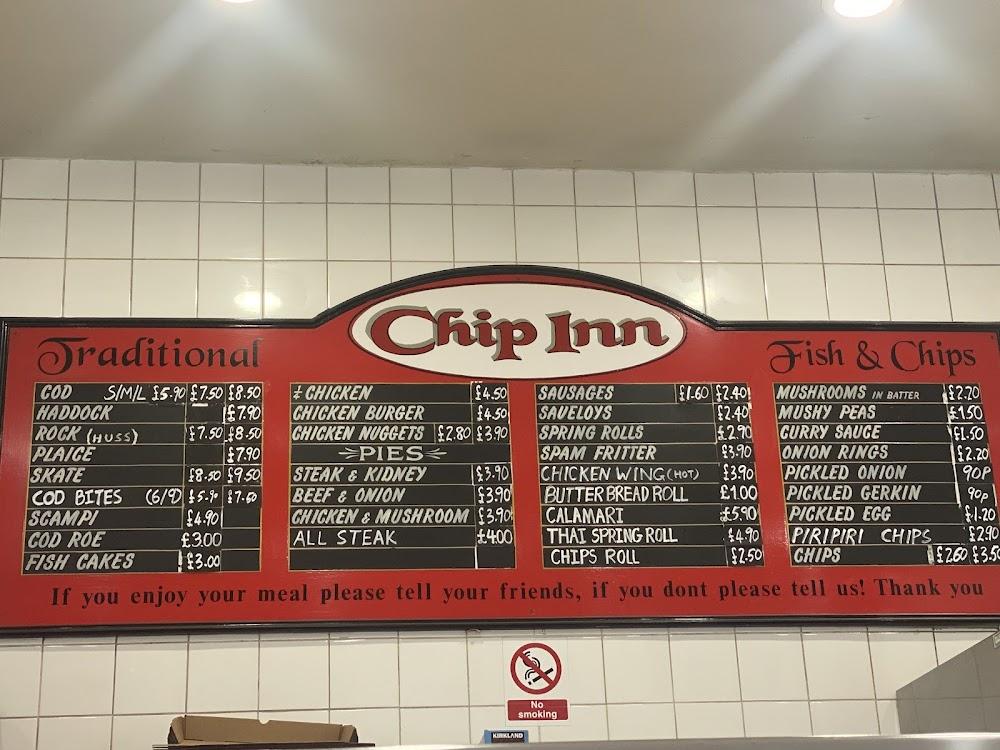 Chip Inn
Traditional
Fish & Chips
COD S/M/L £5.90 £7.50 £8.50
HADDOCK £7.90
ROCK (HUSS) £7.50 £8.50
PLAICE £7.90
SKATE £8.50 £9.50
COD BITES (6/9) £5.90 £7.60
SCAMPI £4.90
COD ROE £3.00
FISH CAKES £3.00
CHICKEN £4.50
CHICKEN BURGER £4.50
CHICKEN NUGGETS £2.80 £3.90
PIES
STEAK & KIDNEY £3.90
BEEF & ONION £3.90
CHICKEN & MUSHROOM £3.90
ALL STEAK £4.00
SAUSAGES £1.60 £2.40
SAVELOYS £2.40
SPRING ROLLS £2.90
SPAM FRITTER £3.90
CHICKEN WING (HOT) £3.90
BUTTER BREAD ROLL £1.00
CALAMARI £5.90
THAI SPRING ROLL £4.90
CHIPS ROLL £2.50
MUSHROOMS IN BATTER £2.20
MUSHY PEAS £1.50
CURRY SAUCE £1.50
ONION RINGS £2.20
PICKLED ONION 90P
PICKLED GERKIN 90p
PICKLED EGG £1.20
PIRIPIRI CHIPS £2.90
CHIPS £2.60 £3.50
If you enjoy your meal please tell your friends, if you dont please tell us! Thank you
No
smoking
KIRKLAND